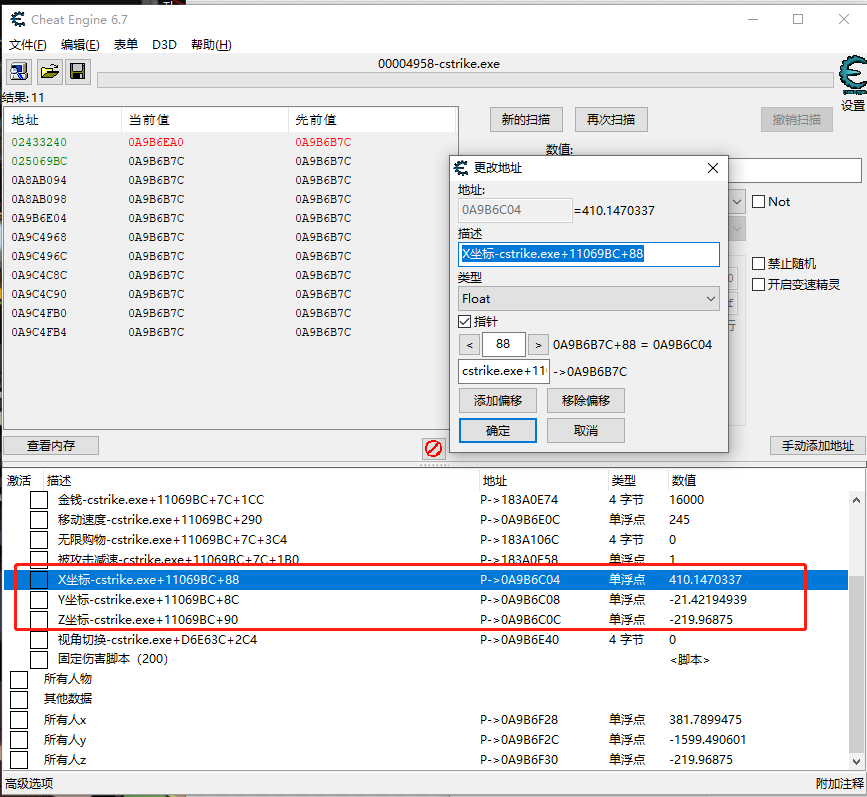 Cheat Engine 6.7
文件(F) 编辑(E) 表单 D3D 帮助(H)
00004958-cstrike.exe
设置
结果: 11
地址 当前值 先前值
02433240 0A9B6EA0 0A9B6B7C
025069BC 0A9B6B7C 0A9B6B7C
0A8AB094 0A9B6B7C 0A9B6B7C
0A8AB098 0A9B6B7C 0A9B6B7C
0A9B6E04 0A9B6B7C 0A9B6B7C
0A9C4968 0A9B6B7C 0A9B6B7C
0A9C496C 0A9B6B7C 0A9B6B7C
0A9C4C8C 0A9B6B7C 0A9B6B7C
0A9C4C90 0A9B6B7C 0A9B6B7C
0A9C4FB0 0A9B6B7C 0A9B6B7C
0A9C4FB4 0A9B6B7C 0A9B6B7C
新的扫描 再次扫描 撤销扫描
数值:
Not
禁止随机
开启变速精灵
行
更改地址
地址:
0A9B6C04 =410.1470337
描述
X坐标-cstrike.exe+11069BC+88
类型
Float
指针
< 88 > 0A9B6B7C+88 = 0A9B6C04
cstrike.exe+110 ->0A9B6B7C
添加偏移 移除偏移
确定 取消
查看内存 手动添加地址
激活 描述 地址 类型 数值
金钱-cstrike.exe+11069BC+7C+1CC P->183A0E74 4 字节 16000
移动速度-cstrike.exe+11069BC+290 P->0A9B6E0C 单浮点 245
无限购物-cstrike.exe+11069BC+7C+3C4 P->183A106C 4 字节 0
被攻击减速-cstrike.exe+11069BC+7C+1B0 P->183A0E58 单浮点 1
X坐标-cstrike.exe+11069BC+88 P->0A9B6C04 单浮点 410.1470337
Y坐标-cstrike.exe+11069BC+8C P->0A9B6C08 单浮点 -21.42194939
Z坐标-cstrike.exe+11069BC+90 P->0A9B6C0C 单浮点 -219.96875
视角切换-cstrike.exe+D6E63C+2C4 P->0A9B6E40 4 字节 0
固定伤害脚本（200） <脚本>
所有人物
其他数据
所有人x P->0A9B6F28 单浮点 381.7899475
所有人y P->0A9B6F2C 单浮点 -1599.490601
所有人z P->0A9B6F30 单浮点 -219.96875
高级选项 附加注释